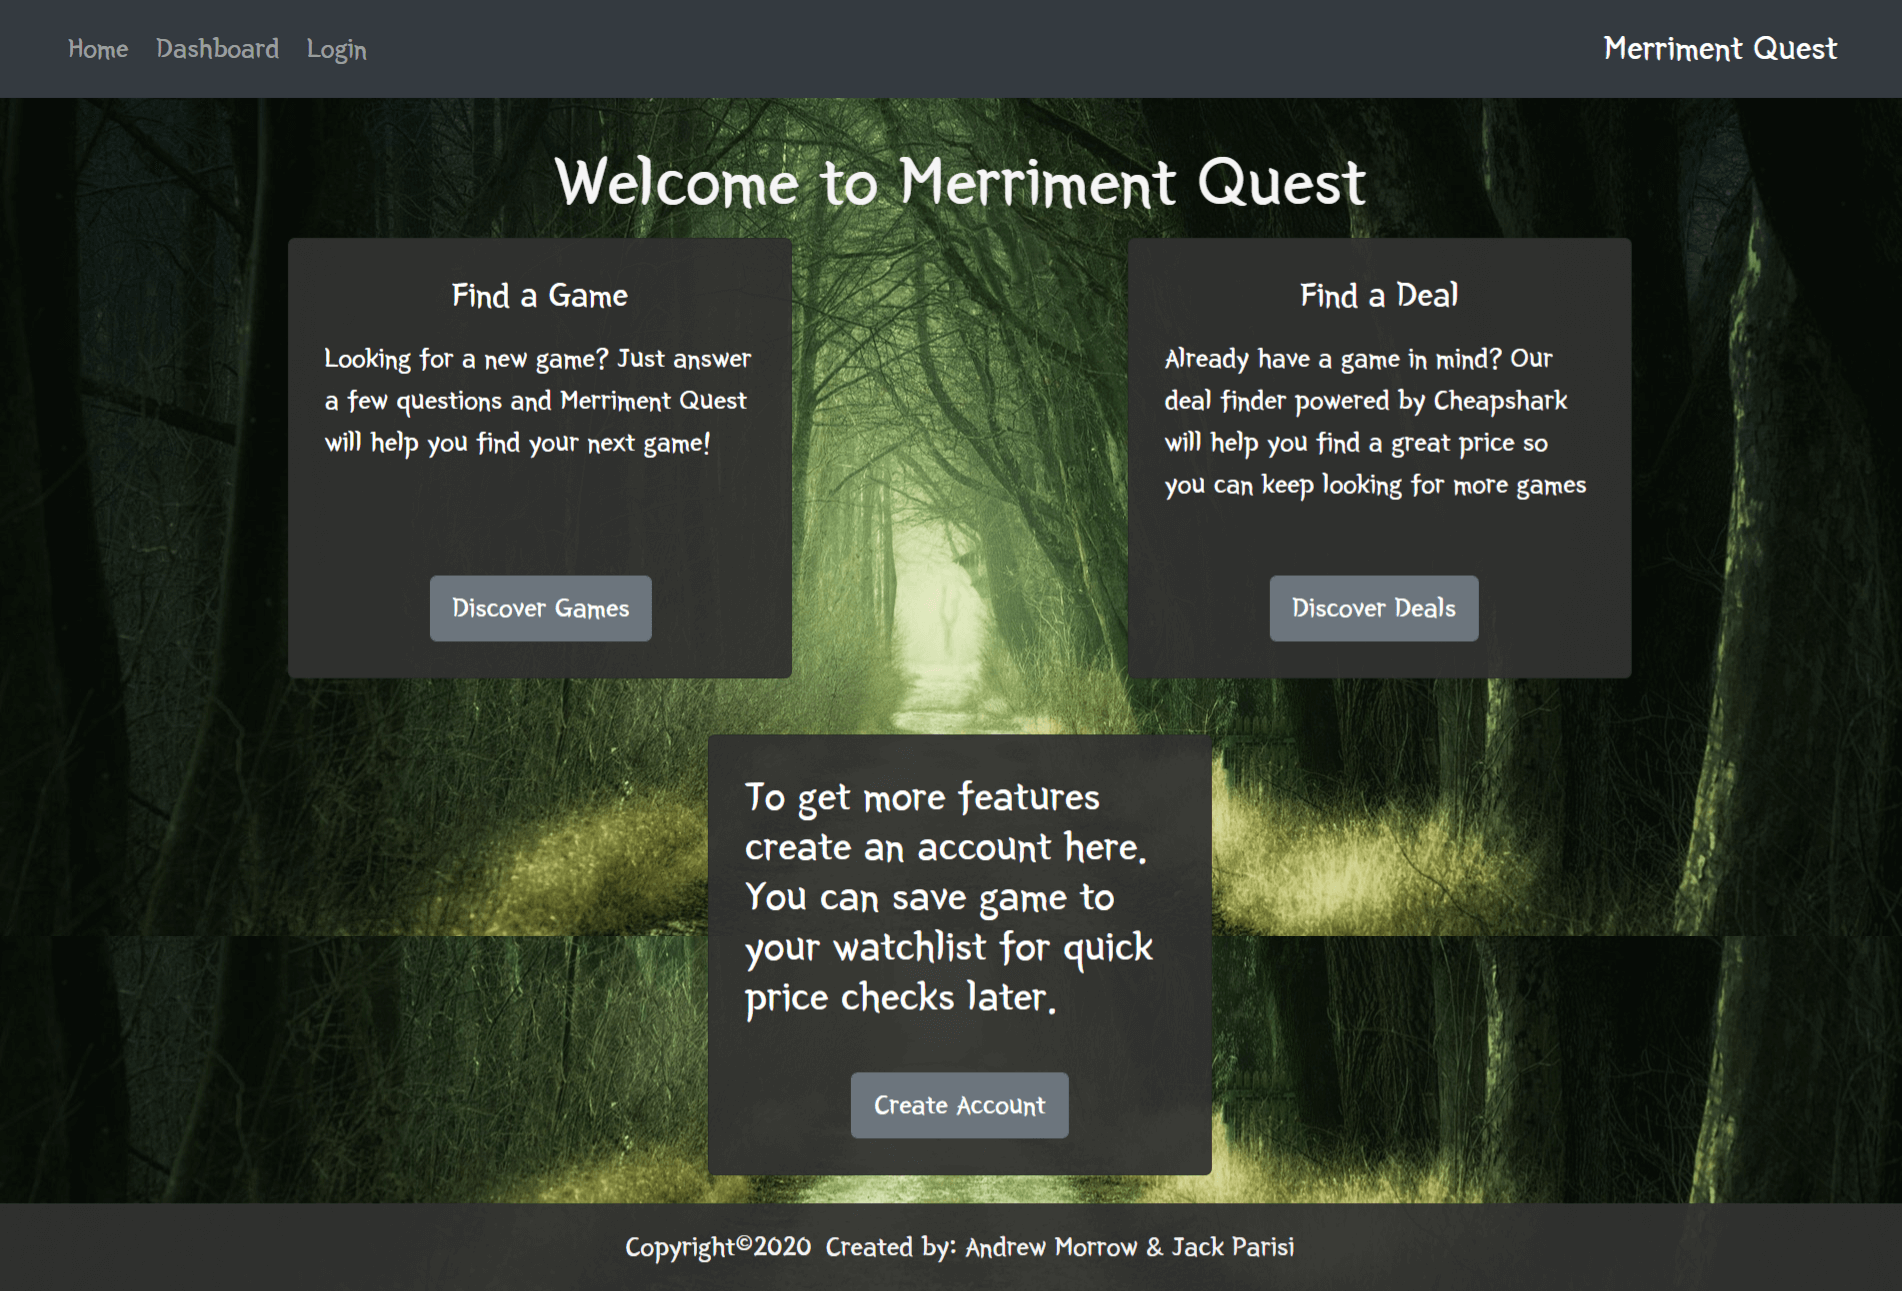 Home Dashboard Login Merriment Quest
Welcome to Merriment Quest
Find a Game
Looking for a new game? Just answer
a few questions and Merriment Quest
will help you find your next game!
Discover Games
Find a Deal
Already have a game in mind? Our
deal finder powered by Cheapshark
will help you find a great price so
you can keep looking for more games
Discover Deals
To get more features
create an account here.
You can save game to
your watchlist for quick
price checks later.
Create Account
Copyright©2020 Created by: Andrew Morrow & Jack Parisi